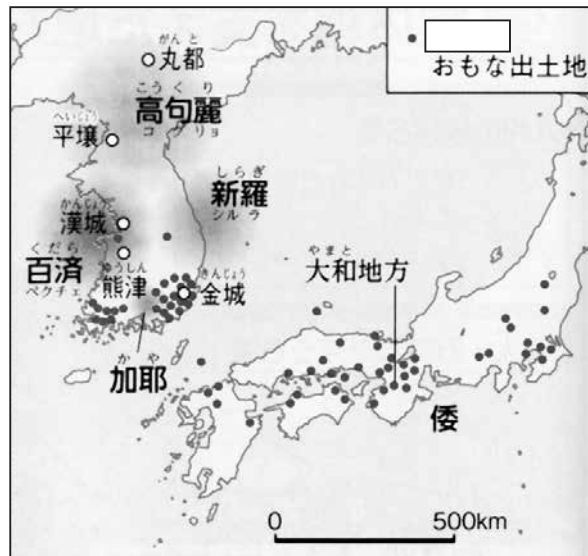 おもな出土地
がんと
丸都
こうくり
高句麗
コグリョ
へいじょう
平壌
しらぎ
新羅
シルラ
かんじょう
漢城
くだら
百済
ペクチェ
ゆうしん
熊津
きんじょう
金城
かや
加耶
やまと
大和地方
倭
0 500km